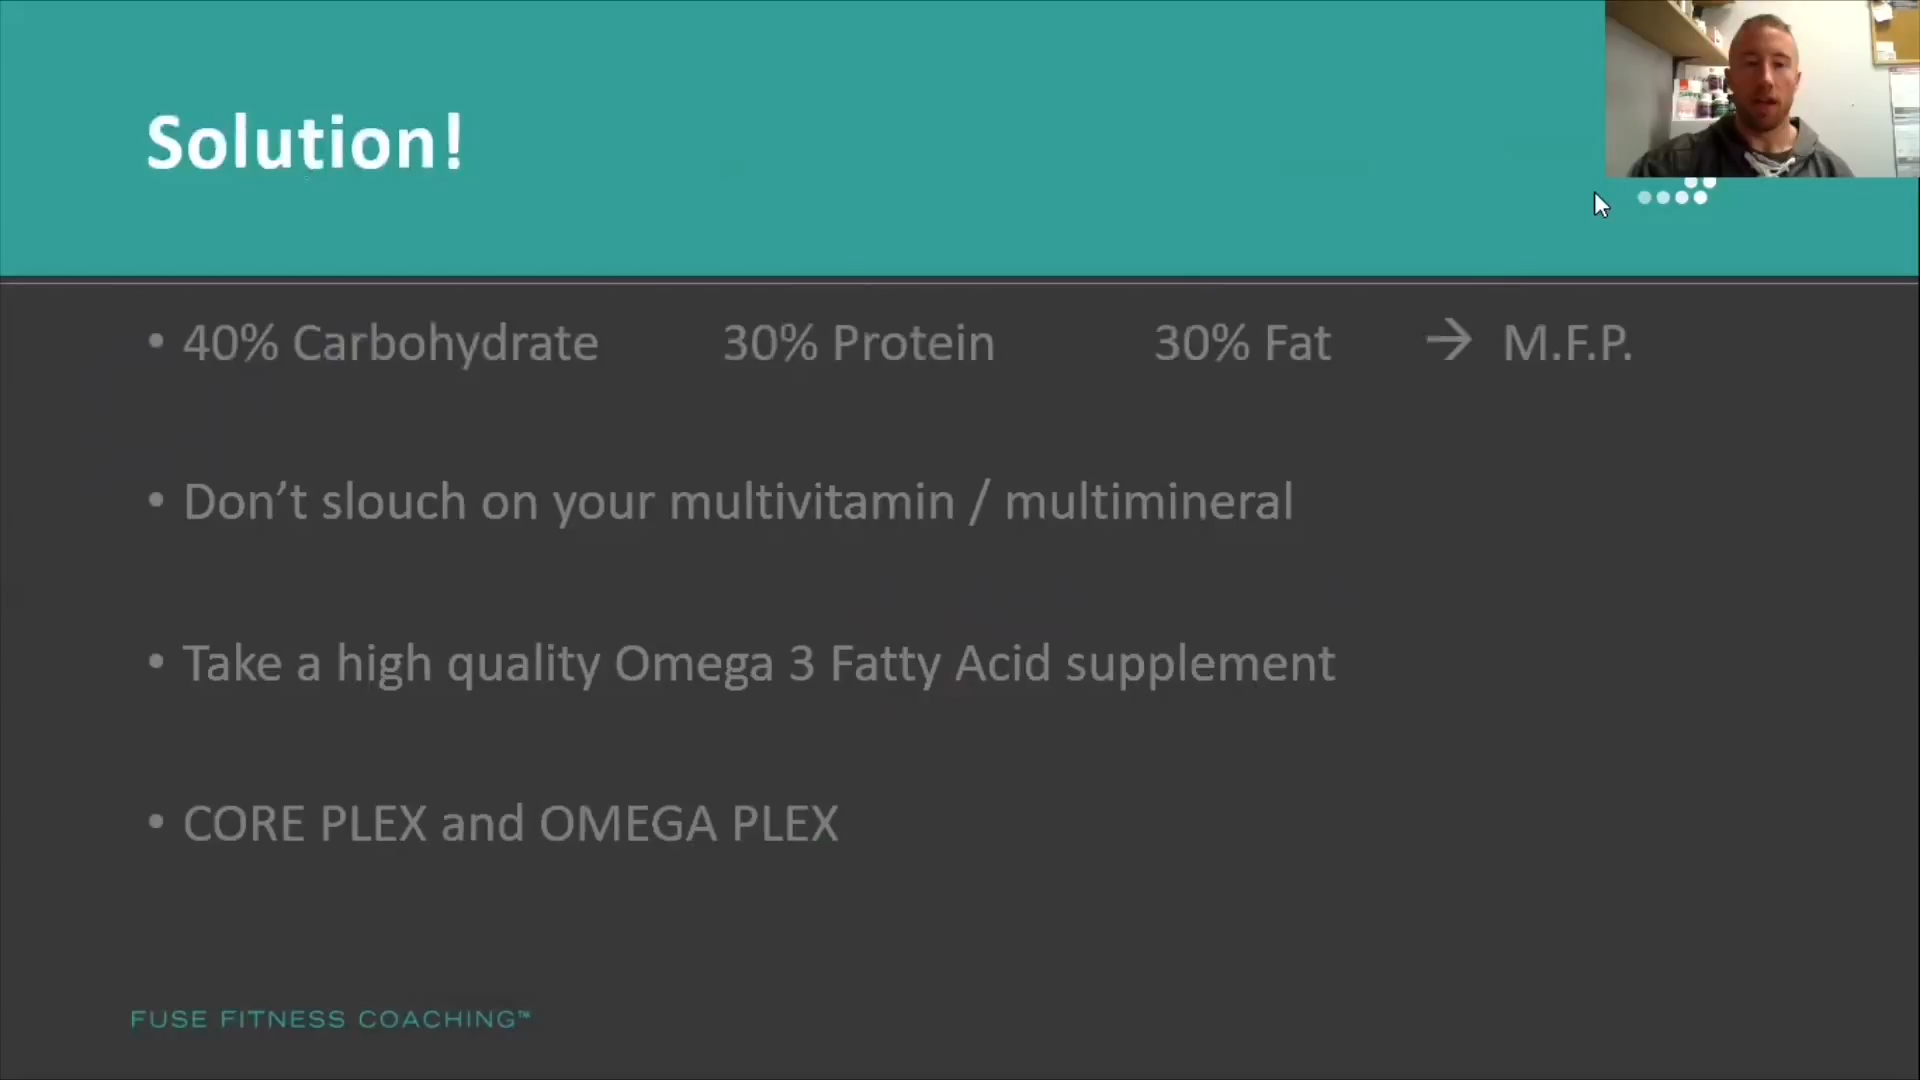 Solution!
• 40% Carbohydrate 30% Protein 30% Fat → M.F.P.
• Don’t slouch on your multivitamin / multimineral
• Take a high quality Omega 3 Fatty Acid supplement
• CORE PLEX and OMEGA PLEX
FUSE FITNESS COACHING™